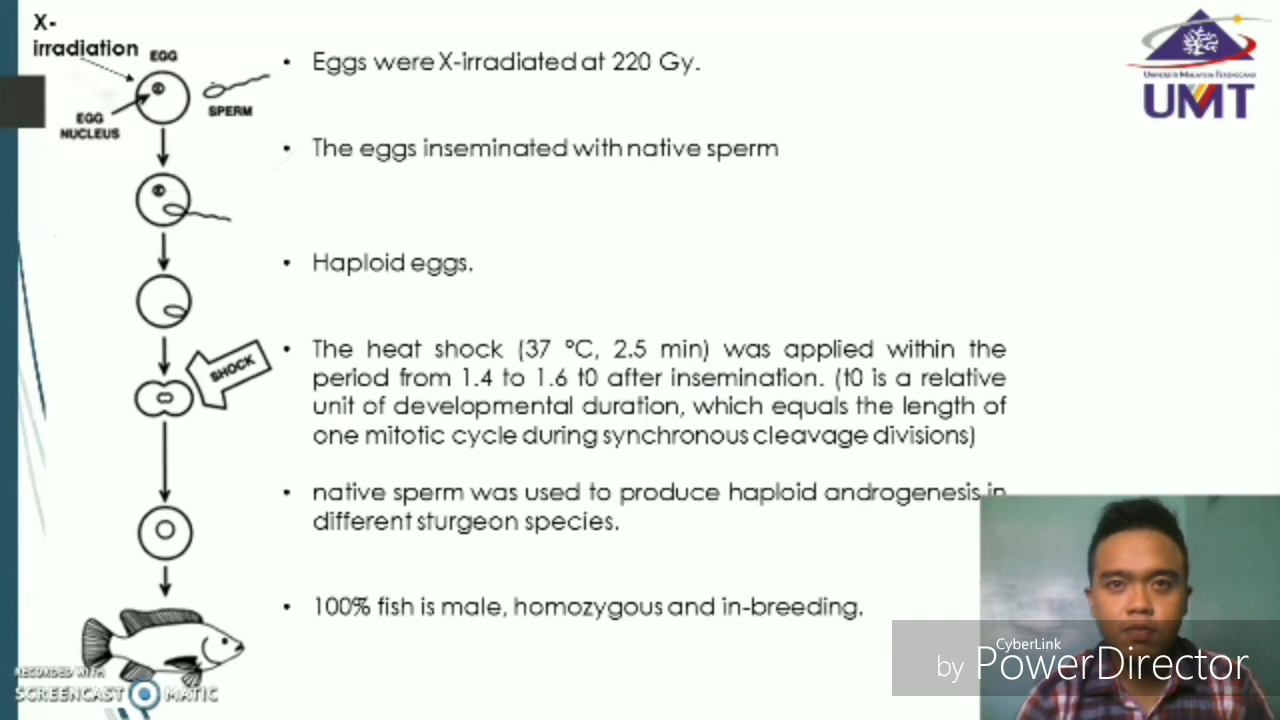 X-
irradiation
EGG
EGG
NUCLEUS
SPERM
• Eggs were X-irradiated at 220 Gy.
• The eggs inseminated with native sperm
• Haploid eggs.
SHOCK
• The heat shock (37 °C, 2.5 min) was applied within the
period from 1.4 to 1.6 t0 after insemination. (t0 is a relative
unit of developmental duration, which equals the length of
one mitotic cycle during synchronous cleavage divisions)
• native sperm was used to produce haploid androgenesis in
different sturgeon species.
• 100% fish is male, homozygous and in-breeding.
UNIVERSITI MALAYSIA TERENGGANU
UMT
RECORDED WITH
SCREENCAST MATIC
CyberLink
by PowerDirector